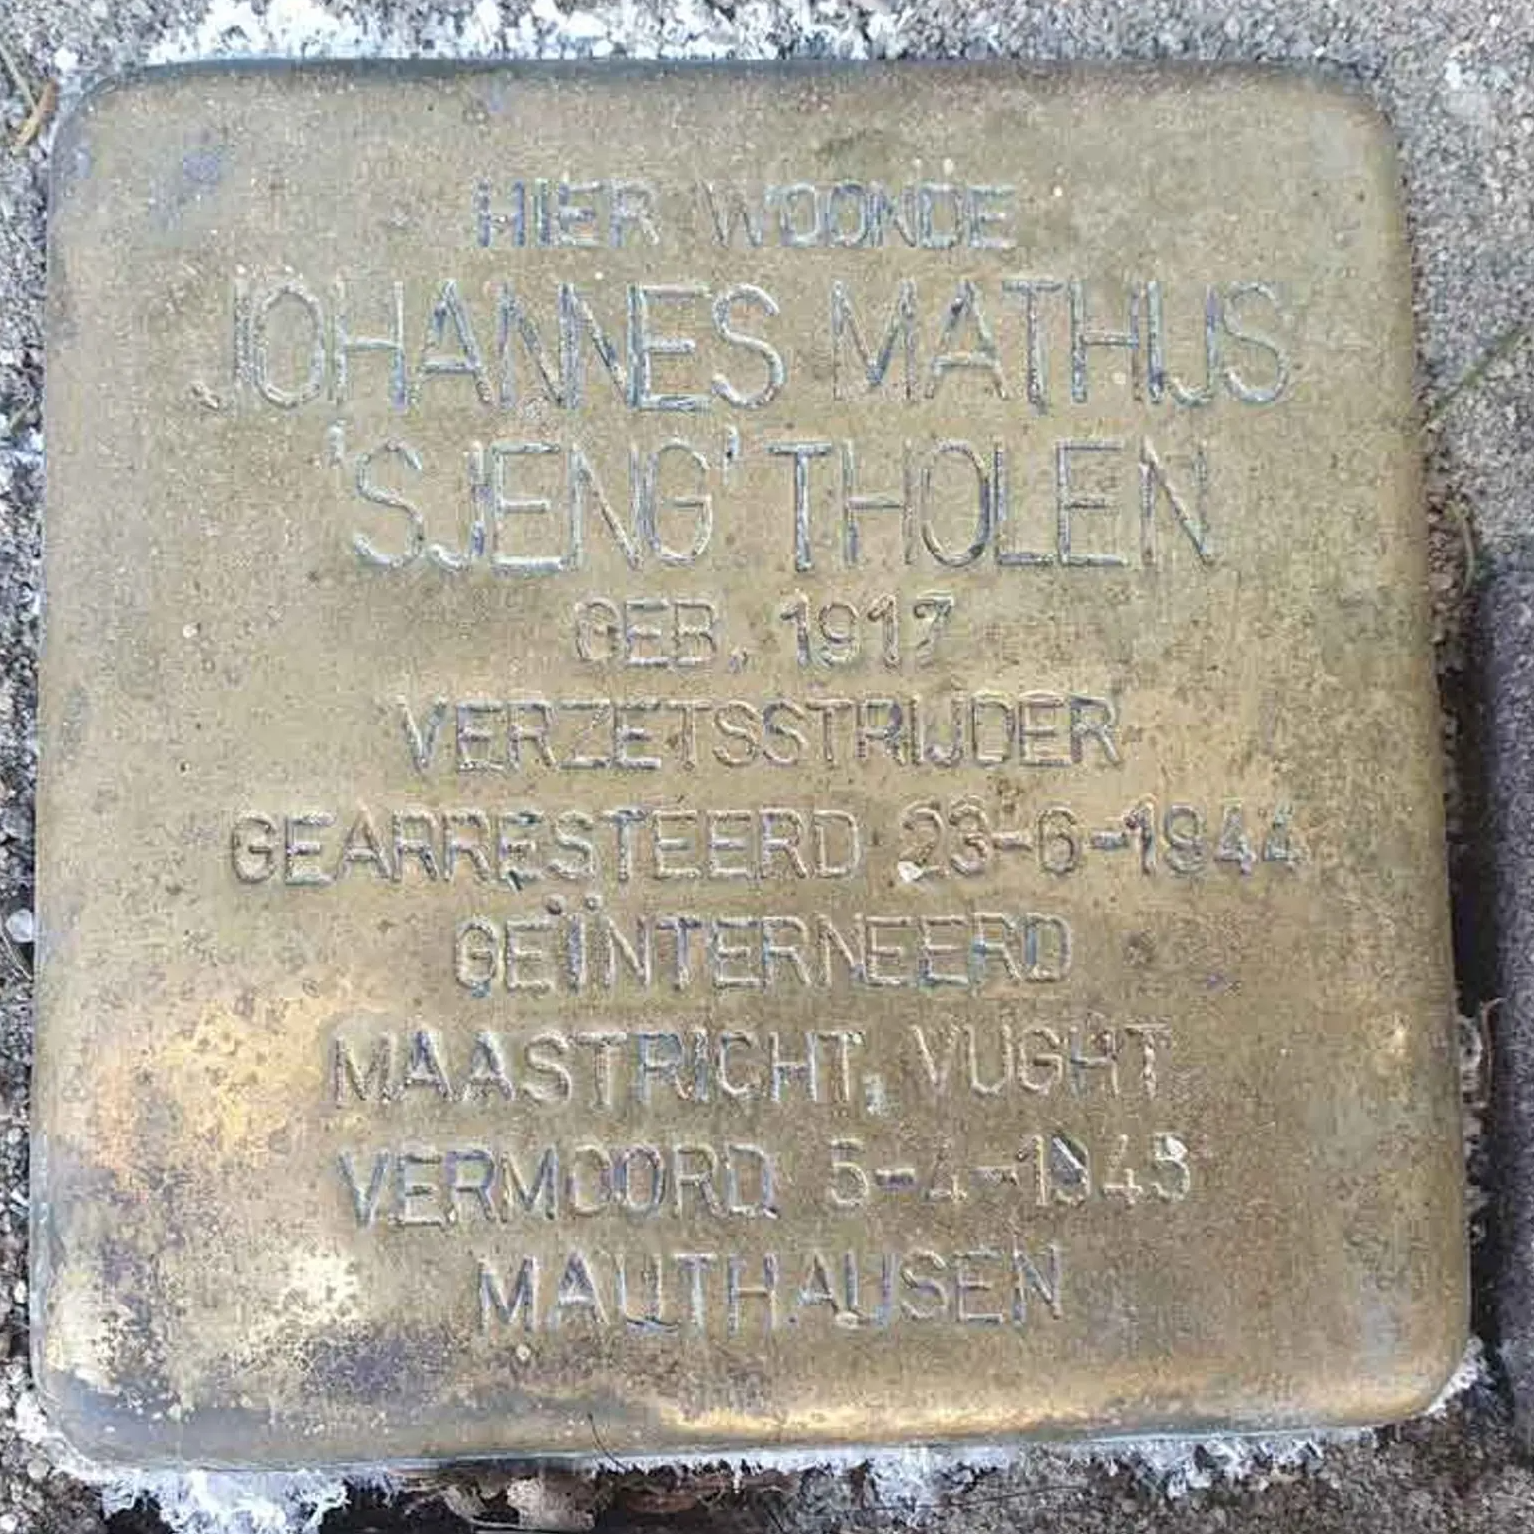 HIER WOONDE
JOHANNES MATHIJS
'SJENG' THOLEN
GEB. 1917
VERZETSSTRIJDER
GEARRESTEERD 23-6-1944
GEÏNTERNEERD
MAASTRICHT, VUGHT
VERMOORD 5-4-1945
MAUTHAUSEN